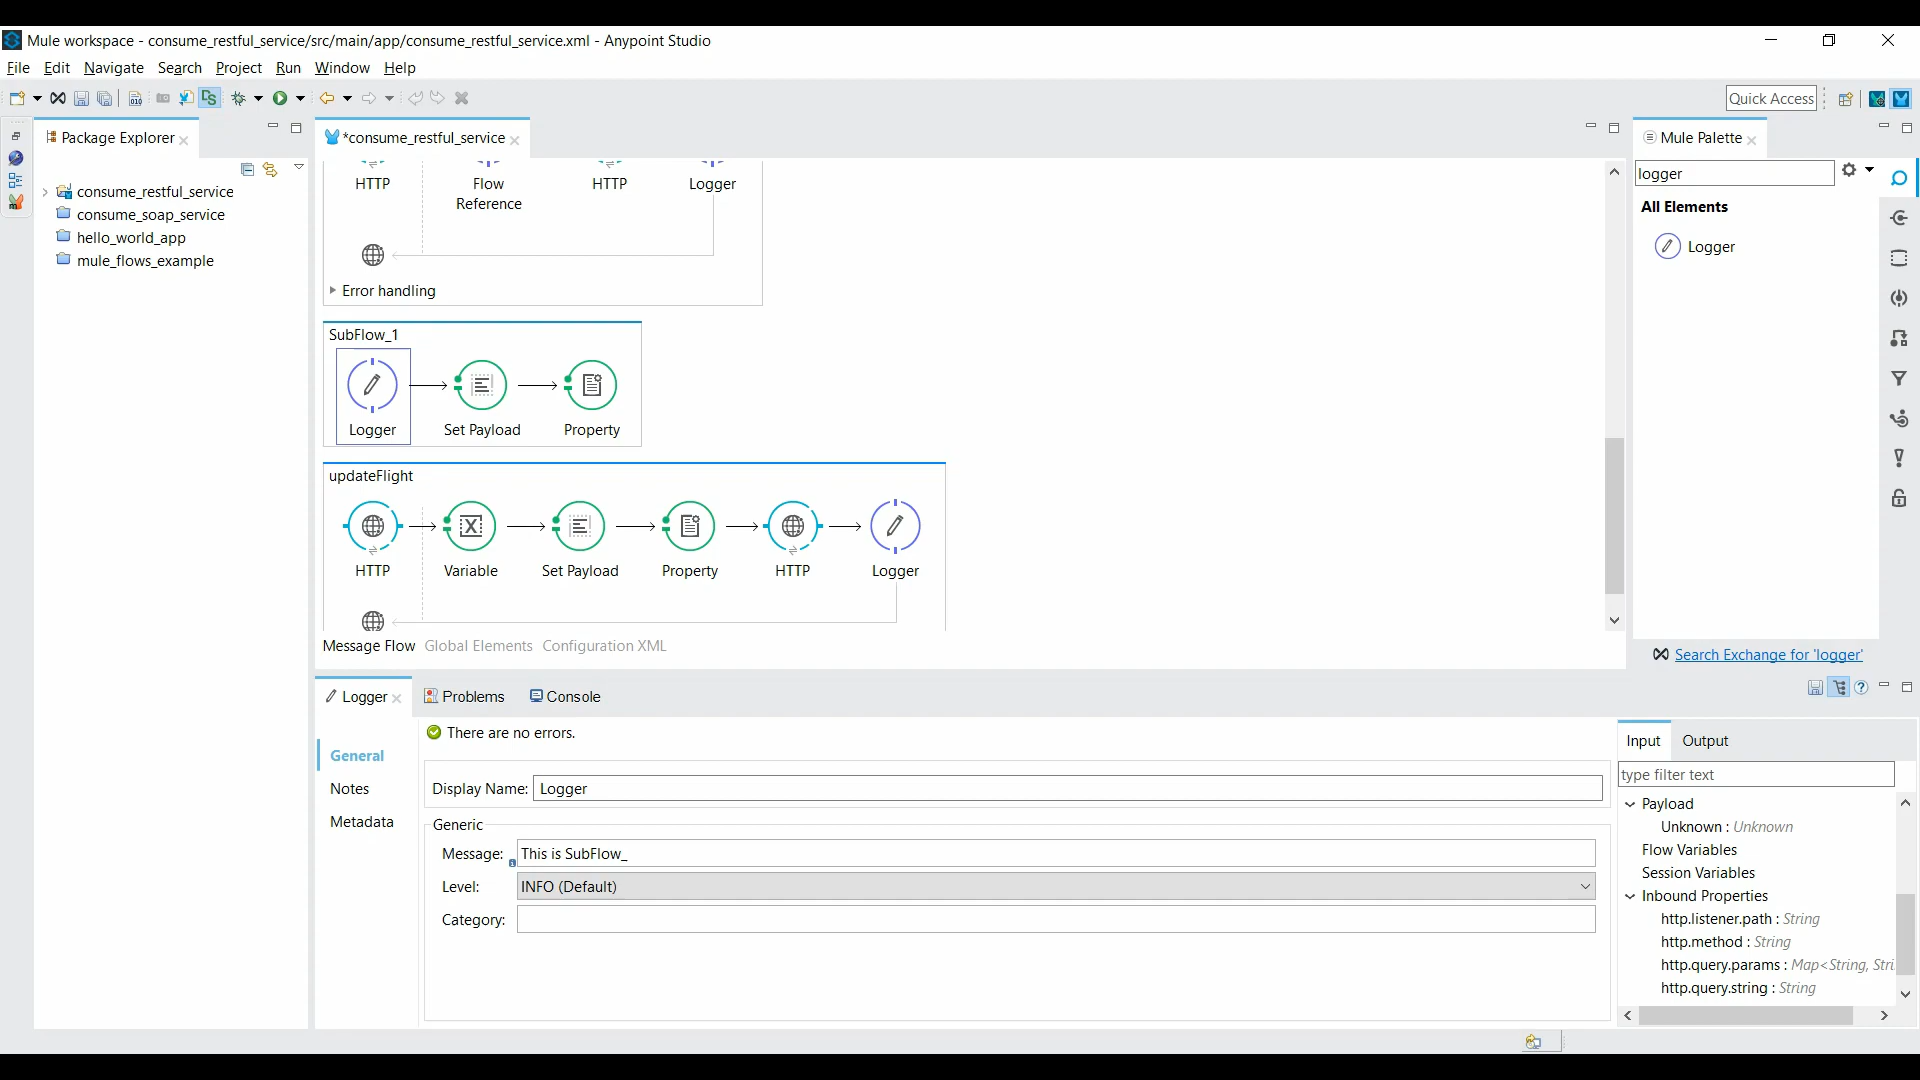 Mule workspace - consume_restful_service/src/main/app/consume_restful_service.xml - Anypoint Studio
File Edit Navigate Search Project Run Window Help
Quick Access
Package Explorer
*consume_restful_service
Mule Palette
logger
All Elements
Logger
consume_restful_service
consume_soap_service
hello_world_app
mule_flows_example
HTTP
Flow
Reference
HTTP
Logger
Error handling
SubFlow_1
Logger
Set Payload
Property
updateFlight
HTTP
Variable
Set Payload
Property
HTTP
Logger
Message Flow Global Elements Configuration XML
Search Exchange for 'logger'
Logger
Problems
Console
General
Notes
Metadata
There are no errors.
Display Name: Logger
Generic
Message: This is SubFlow_
Level: INFO (Default)
Category:
Input
Output
type filter text
Payload
Unknown : Unknown
Flow Variables
Session Variables
Inbound Properties
http.listener.path : String
http.method : String
http.query.params : Map<String, Stri
http.query.string : String